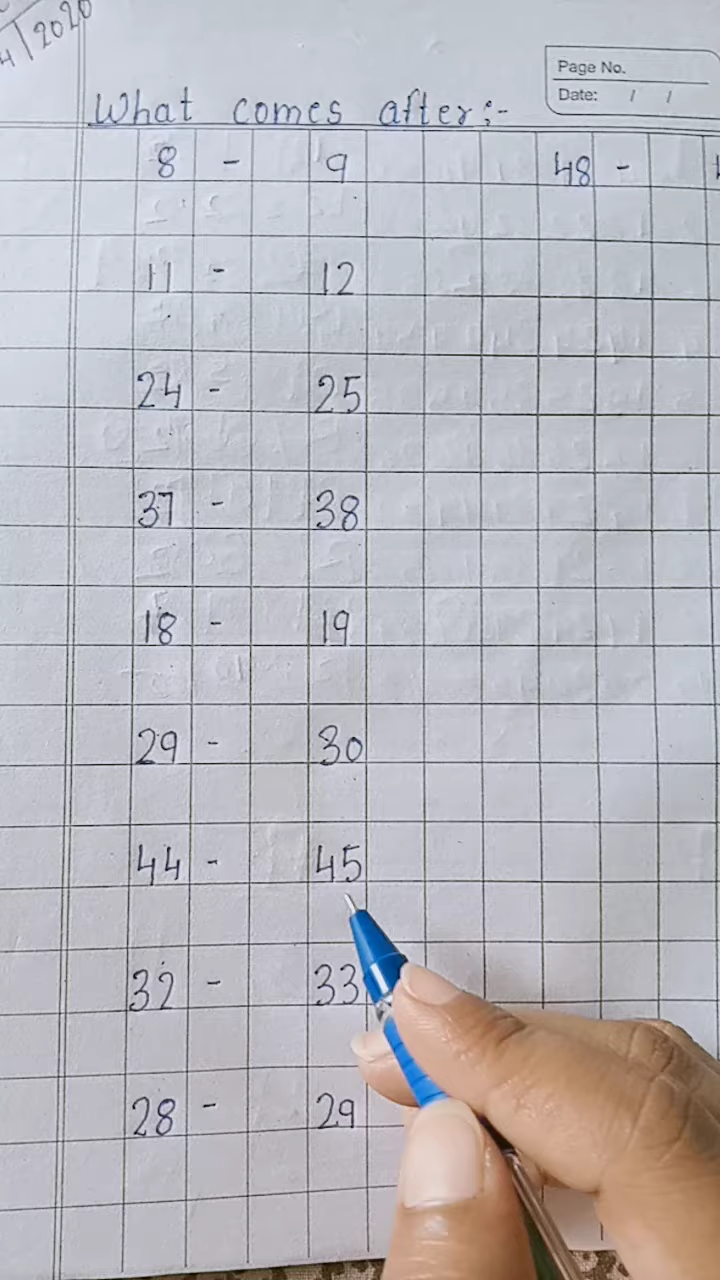 4/2020
Page No.
Date: / /
What comes after:-
8 - 9
48 -
11 - 12
24 - 25
37 - 38
18 - 19
29 - 30
44 - 45
32 - 33
28 - 29